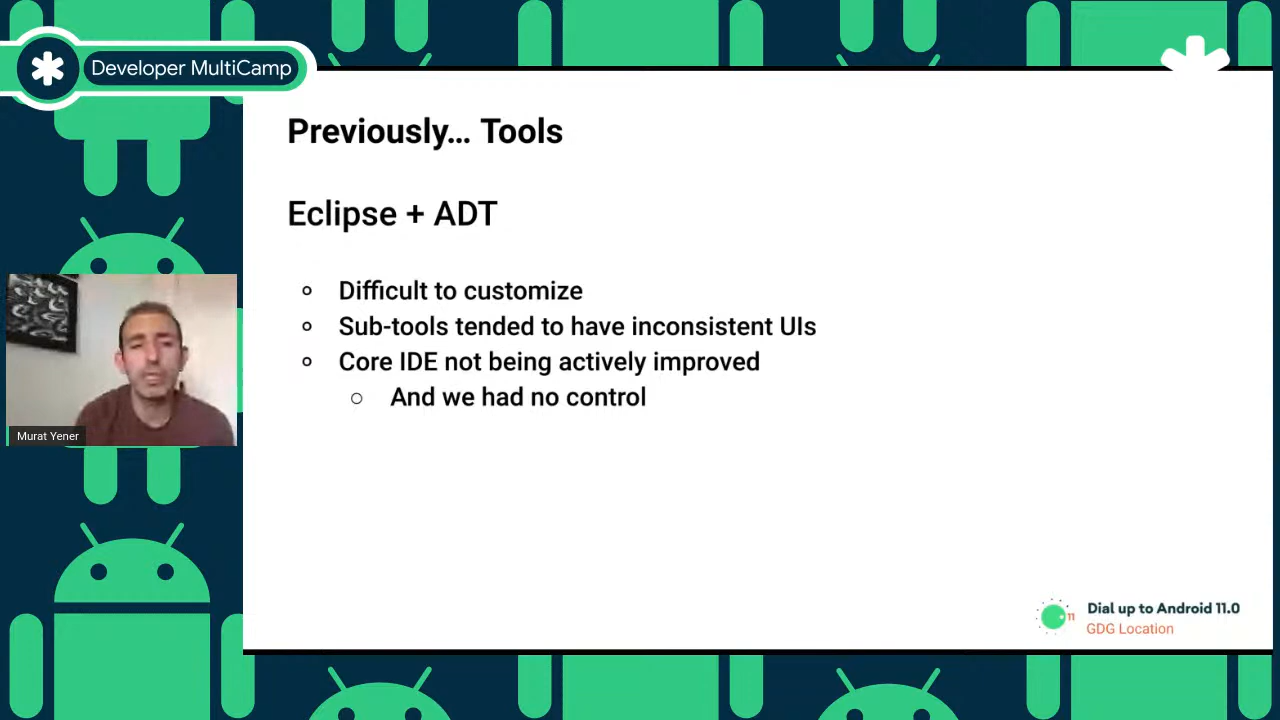 Developer MultiCamp
Previously... Tools
Eclipse + ADT
Difficult to customize
Sub-tools tended to have inconsistent UIs
Core IDE not being actively improved
And we had no control
Murat Yener
11
Dial up to Android 11.0
GDG Location